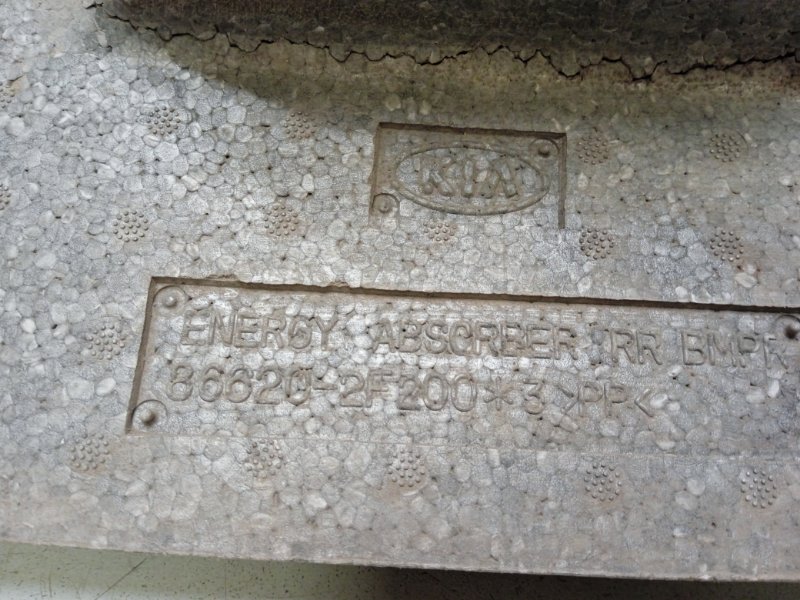 KIA
ENERGY ABSORBER RR BMPR
86620-2F200*3 >PP<